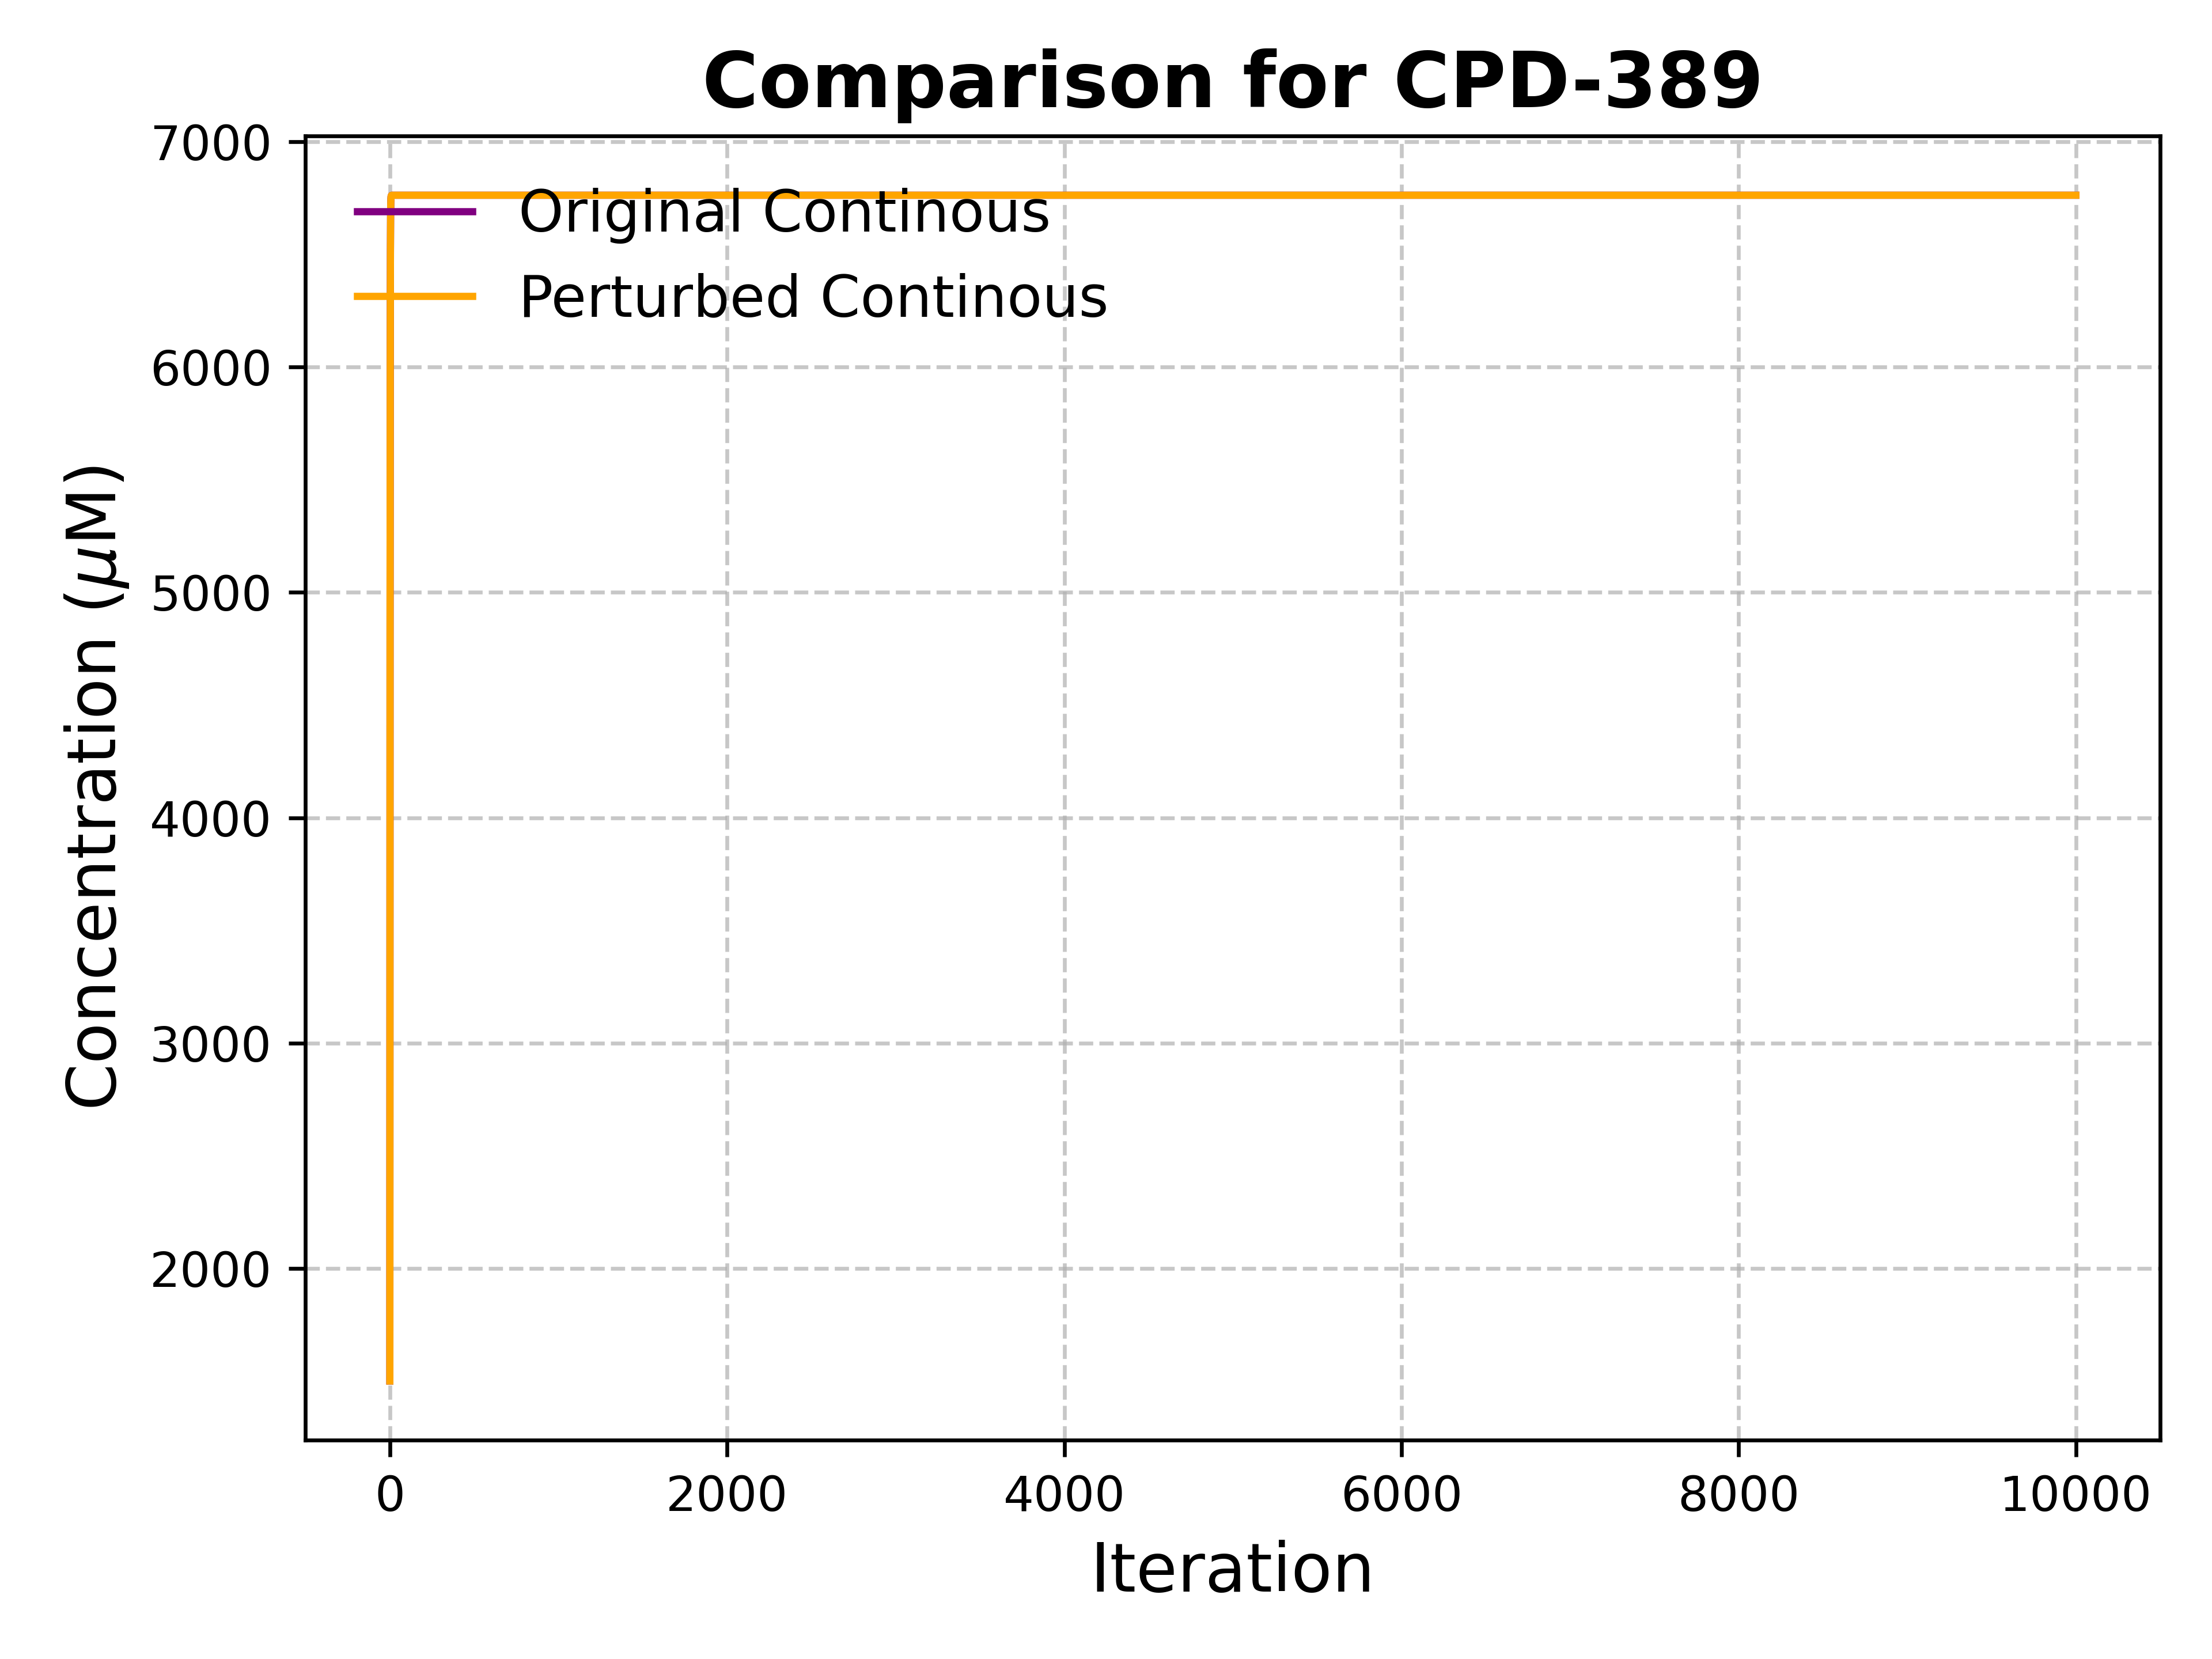 Comparison for CPD-389
7000
6000
5000
4000
3000
2000
Concentration (μM)
Original Continous
Perturbed Continous
0 2000 4000 6000 8000 10000
Iteration